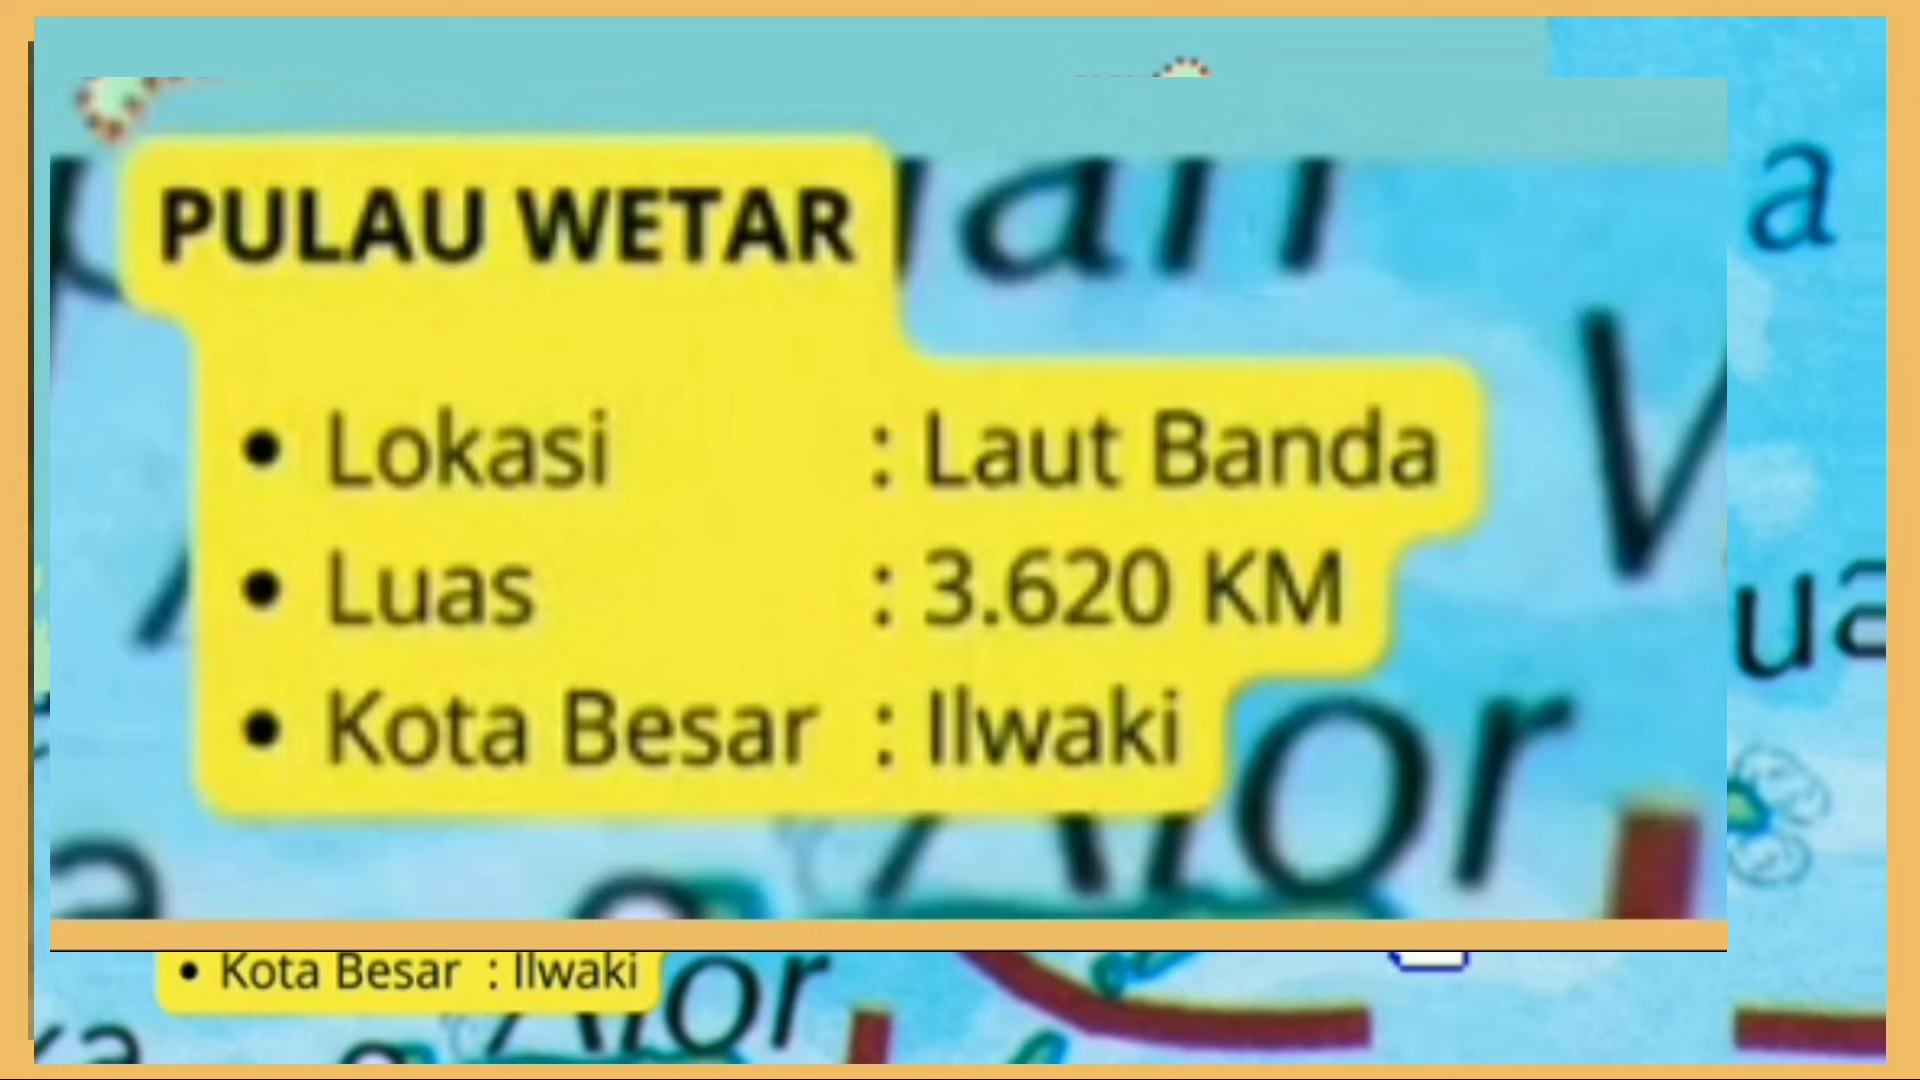 PULAU WETAR
• Lokasi : Laut Banda
• Luas : 3.620 KM
• Kota Besar : Ilwaki
• Kota Besar : Ilwaki